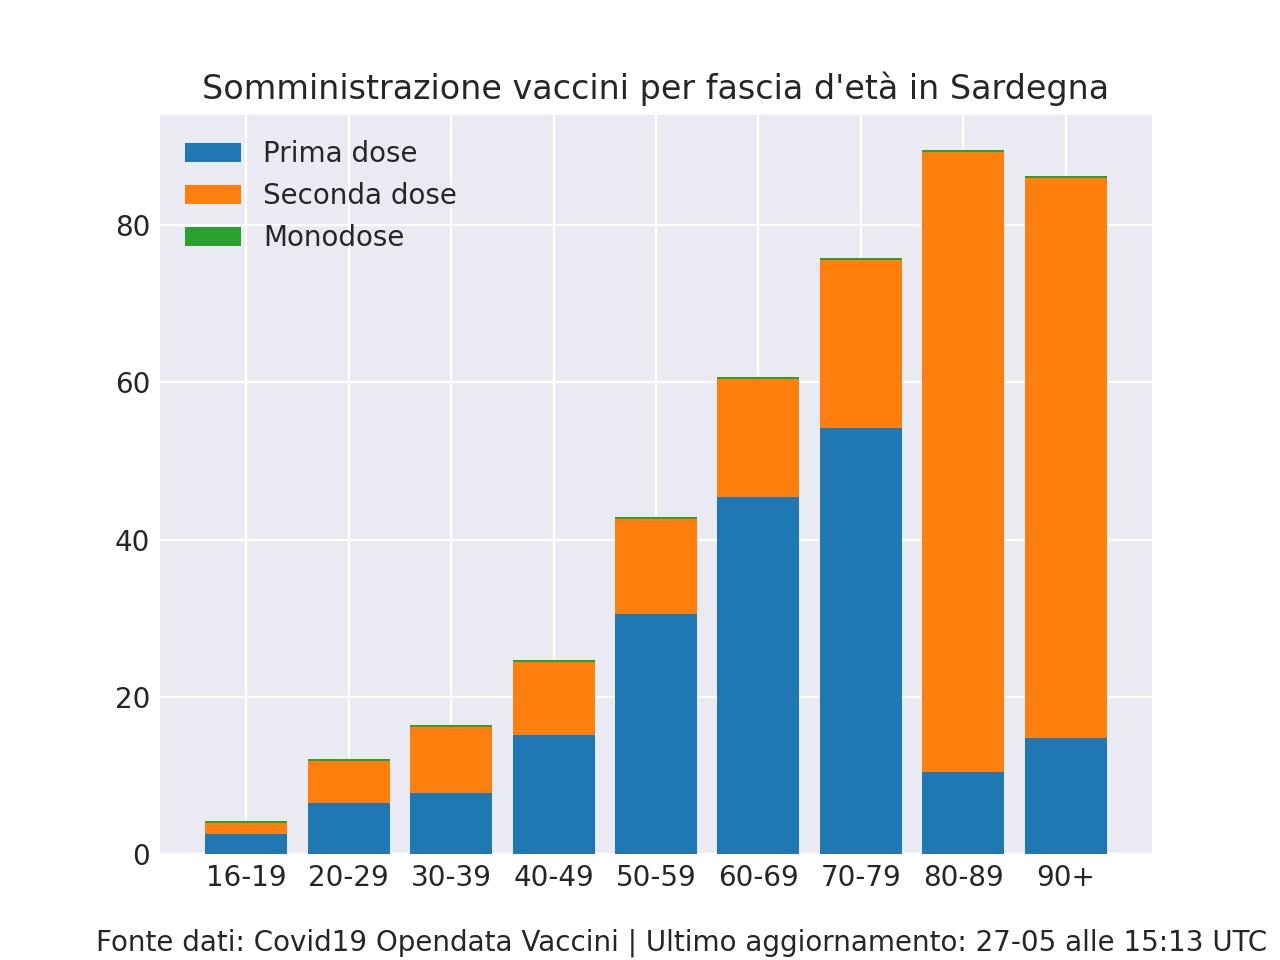 Somministrazione vaccini per fascia d'età in Sardegna
Prima dose
Seconda dose
Monodose
80
60
40
20
0
16-19 20-29 30-39 40-49 50-59 60-69 70-79 80-89 90+
Fonte dati: Covid19 Opendata Vaccini | Ultimo aggiornamento: 27-05 alle 15:13 UTC